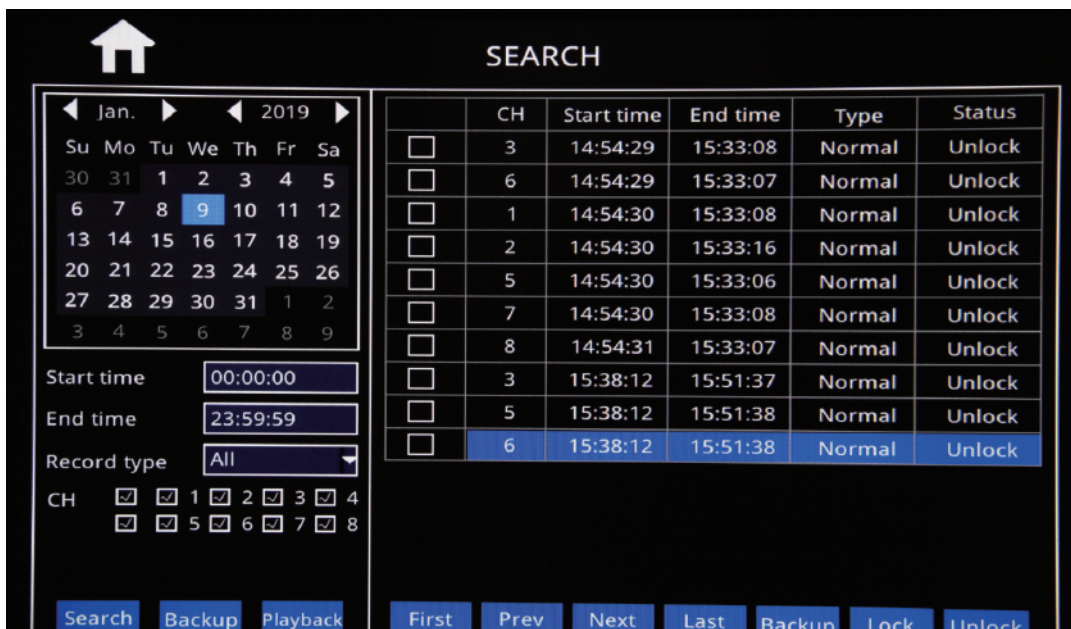 SEARCH
Jan. 2019
Su Mo Tu We Th Fr Sa
30 31 1 2 3 4 5
6 7 8 9 10 11 12
13 14 15 16 17 18 19
20 21 22 23 24 25 26
27 28 29 30 31 1 2
3 4 5 6 7 8 9
Start time 00:00:00
End time 23:59:59
Record type All
CH 1 2 3 4
5 6 7 8
Search Backup Playback
CH Start time End time Type Status
3 14:54:29 15:33:08 Normal Unlock
6 14:54:29 15:33:07 Normal Unlock
1 14:54:30 15:33:08 Normal Unlock
2 14:54:30 15:33:16 Normal Unlock
5 14:54:30 15:33:06 Normal Unlock
7 14:54:30 15:33:08 Normal Unlock
8 14:54:31 15:33:07 Normal Unlock
3 15:38:12 15:51:37 Normal Unlock
5 15:38:12 15:51:38 Normal Unlock
6 15:38:12 15:51:38 Normal Unlock
First Prev Next Last Backup Lock Unlock